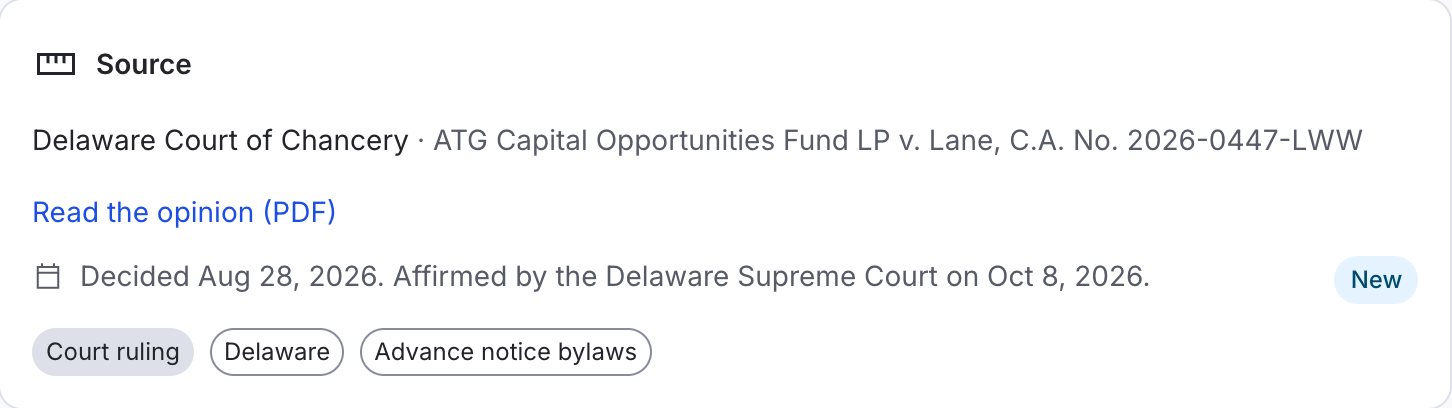 Source
Delaware Court of Chancery · ATG Capital Opportunities Fund LP v. Lane, C.A. No. 2026-0447-LWW
Read the opinion (PDF)
Decided Aug 28, 2026. Affirmed by the Delaware Supreme Court on Oct 8, 2026.
New
Court ruling
Delaware
Advance notice bylaws